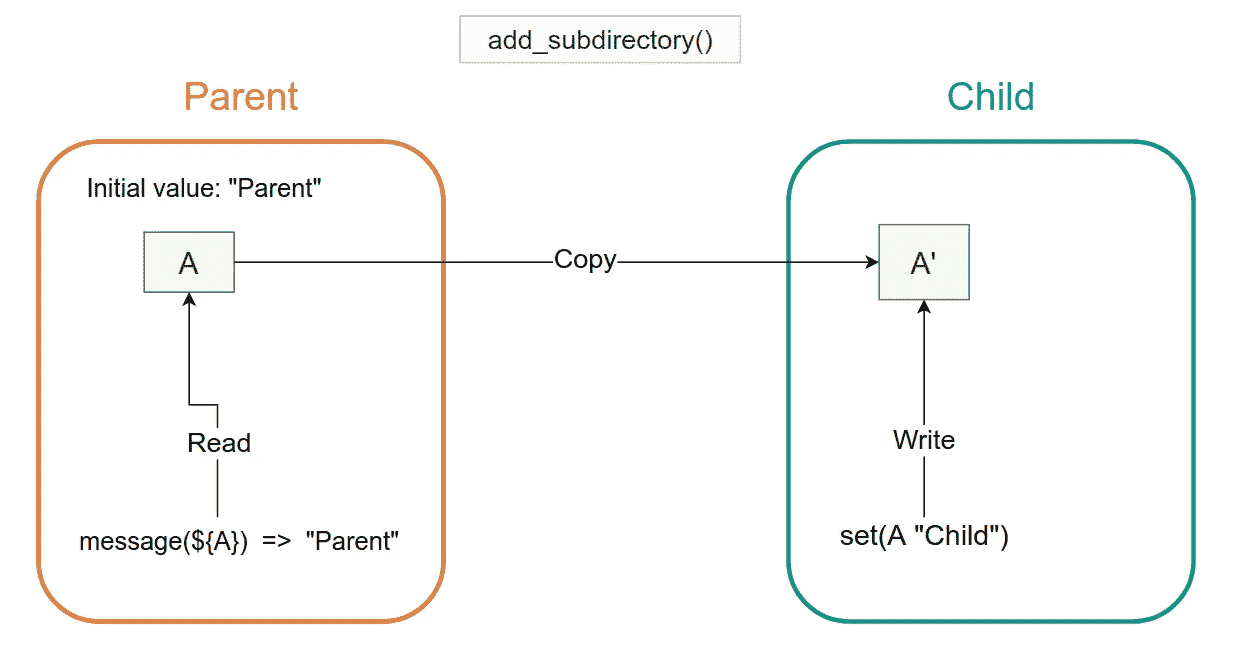 add_subdirectory()
Parent
Child
Initial value: "Parent"
A
Copy
A'
Read
Write
message(${A}) => "Parent"
set(A "Child")